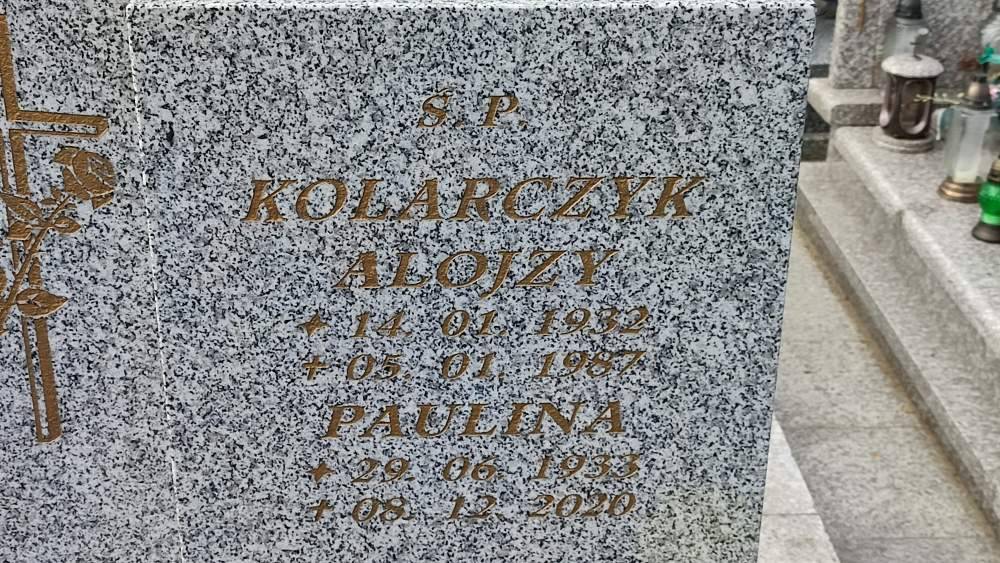 Ś. P.
KOLARCZYK
ALOJZY
✦ 14. 01. 1932
+ 05. 01. 1987
PAULINA
✦ 29. 06. 1933
+ 08. 12. 2020